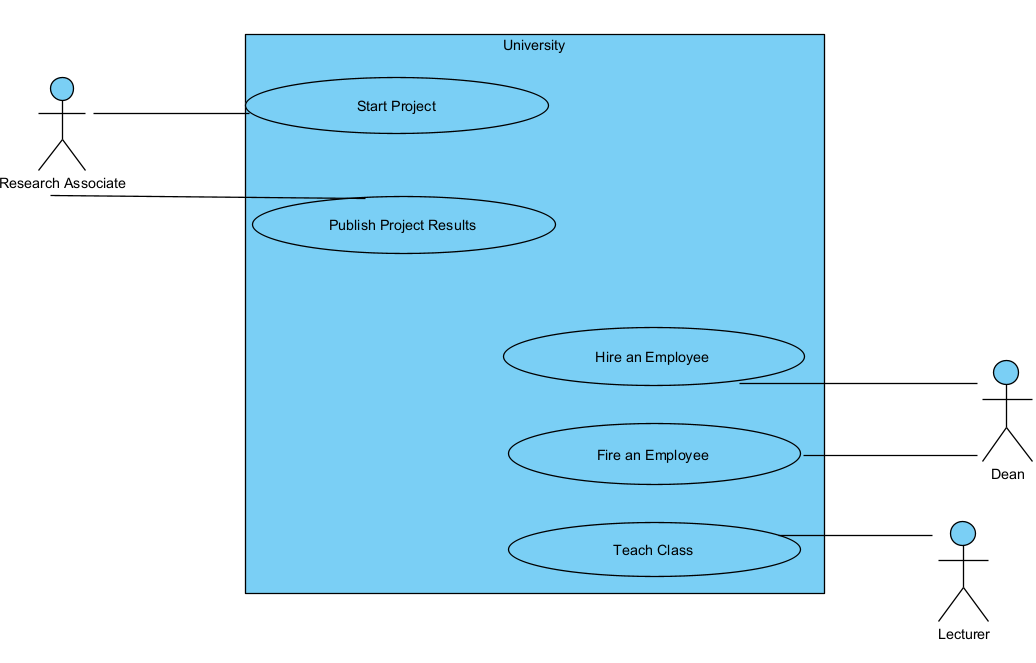 University
Start Project
Research Associate
Publish Project Results
Hire an Employee
Fire an Employee
Dean
Teach Class
Lecturer